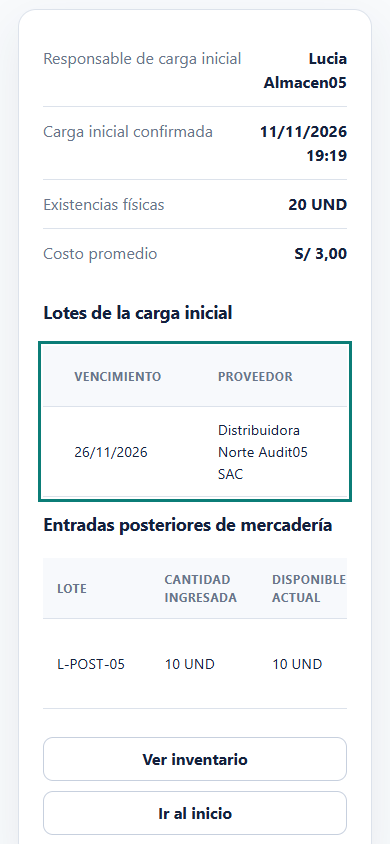 Responsable de carga inicial
Lucia
Almacen05
Carga inicial confirmada
11/11/2026
19:19
Existencias físicas
20 UND
Costo promedio
S/ 3,00
Lotes de la carga inicial
VENCIMIENTO
PROVEEDOR
26/11/2026
Distribuidora
Norte Audit05
SAC
Entradas posteriores de mercadería
LOTE
CANTIDAD
INGRESADA
DISPONIBLE
ACTUAL
L-POST-05
10 UND
10 UND
Ver inventario
Ir al inicio